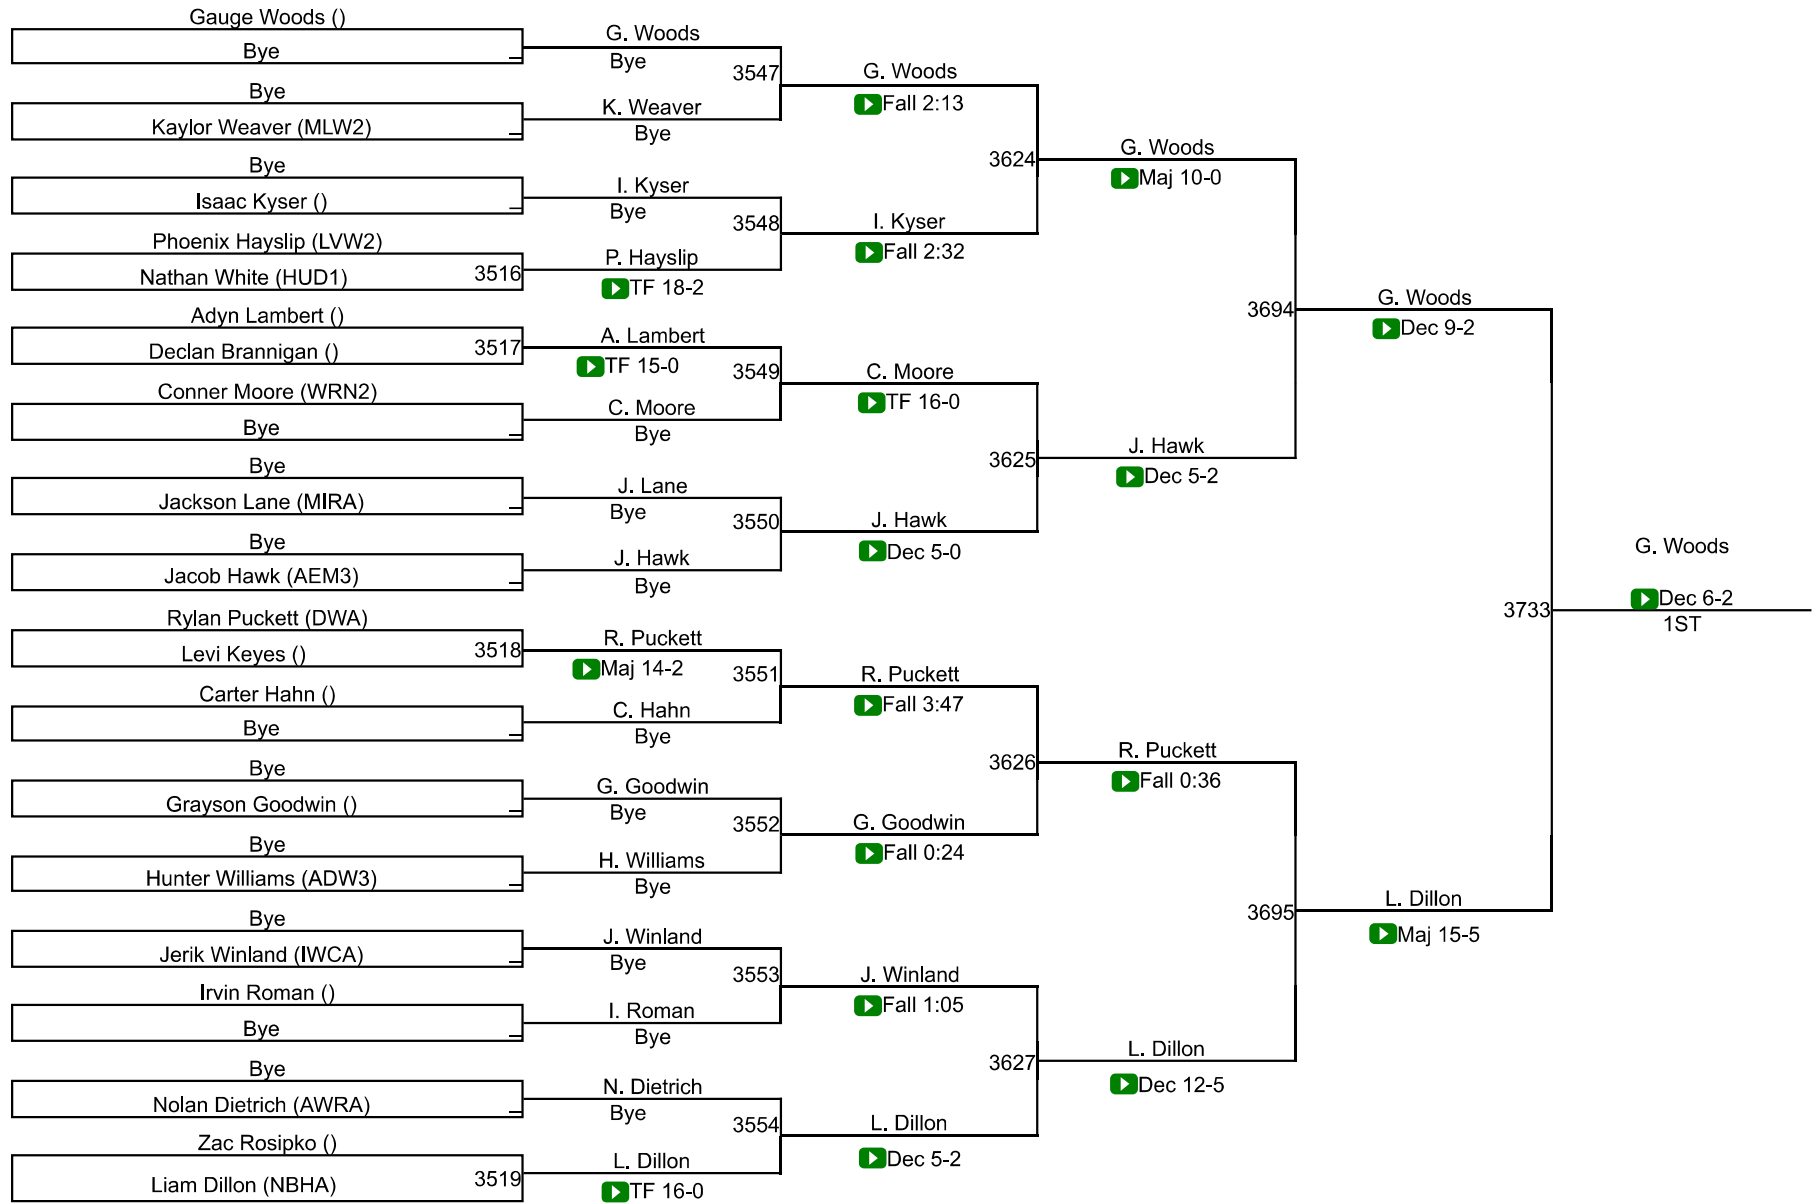 Gauge Woods ()
Bye
Bye
Kaylor Weaver (MLW2)
Bye
Isaac Kyser ()
Phoenix Hayslip (LVW2)
Nathan White (HUD1) 3516
Adyn Lambert ()
Declan Brannigan () 3517
Conner Moore (WRN2)
Bye
Bye
Jackson Lane (MIRA)
Bye
Jacob Hawk (AEM3)
Rylan Puckett (DWA)
Levi Keyes () 3518
Carter Hahn ()
Bye
Bye
Grayson Goodwin ()
Bye
Hunter Williams (ADW3)
Bye
Jerik Winland (IWCA)
Irvin Roman ()
Bye
Bye
Nolan Dietrich (AWRA)
Zac Rosipko ()
Liam Dillon (NBHA) 3519
G. Woods
Bye
3547
K. Weaver
Bye
I. Kyser
Bye
3548
P. Hayslip
TF 18-2
A. Lambert
TF 15-0
3549
C. Moore
Bye
J. Lane
Bye
3550
J. Hawk
Bye
R. Puckett
Maj 14-2
3551
C. Hahn
Bye
G. Goodwin
Bye
3552
H. Williams
Bye
J. Winland
Bye
3553
I. Roman
Bye
N. Dietrich
Bye
3554
L. Dillon
TF 16-0
G. Woods
Fall 2:13
3624
I. Kyser
Fall 2:32
C. Moore
TF 16-0
3625
J. Hawk
Dec 5-0
R. Puckett
Fall 3:47
3626
G. Goodwin
Fall 0:24
J. Winland
Fall 1:05
3627
L. Dillon
Dec 5-2
G. Woods
Maj 10-0
3694
J. Hawk
Dec 5-2
R. Puckett
Fall 0:36
3695
L. Dillon
Dec 12-5
G. Woods
Dec 9-2
3733
L. Dillon
Maj 15-5
G. Woods
Dec 6-2
1ST